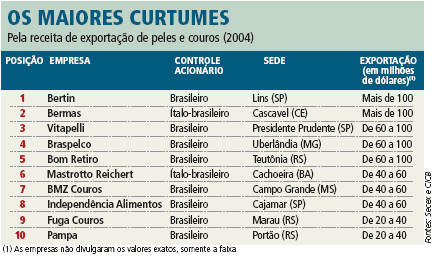 OS MAIORES CURTUMES
Pela receita de exportação de peles e couros (2004)
POSIÇÃO EMPRESA CONTROLE ACIONÁRIO SEDE EXPORTAÇÃO (em milhões de dólares)(1)
1 Bertin Brasileiro Lins (SP) Mais de 100
2 Bermas Ítalo-brasileiro Cascavel (CE) Mais de 100
3 Vitapelli Brasileiro Presidente Prudente (SP) De 60 a 100
4 Braspelco Brasileiro Uberlândia (MG) De 60 a 100
5 Bom Retiro Brasileiro Teutônia (RS) De 60 a 100
6 Mastrotto Reichert Ítalo-brasileiro Cachoeira (BA) De 40 a 60
7 BMZ Couros Brasileiro Campo Grande (MS) De 40 a 60
8 Independência Alimentos Brasileiro Cajamar (SP) De 40 a 60
9 Fuga Couros Brasileiro Marau (RS) De 20 a 40
10 Pampa Brasileiro Portão (RS) De 20 a 40
(1) As empresas não divulgaram os valores exatos, somente a faixa
Fontes: Secex e CICB